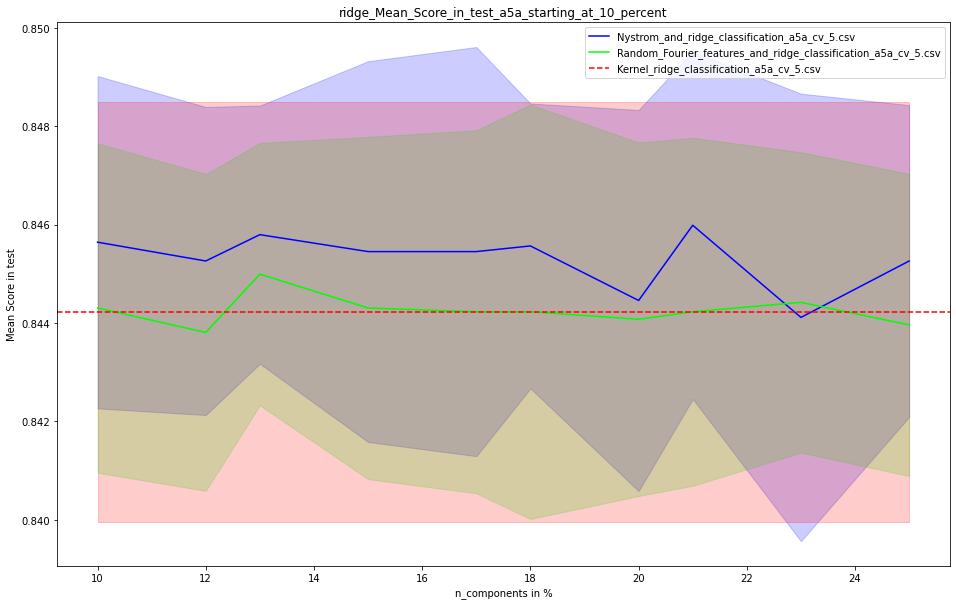 ridge_Mean_Score_in_test_a5a_starting_at_10_percent
Nystrom_and_ridge_classification_a5a_cv_5.csv
Random_Fourier_features_and_ridge_classification_a5a_cv_5.csv
Kernel_ridge_classification_a5a_cv_5.csv
Mean Score in test
0.850
0.848
0.846
0.844
0.842
0.840
10 12 14 16 18 20 22 24
n_components in %